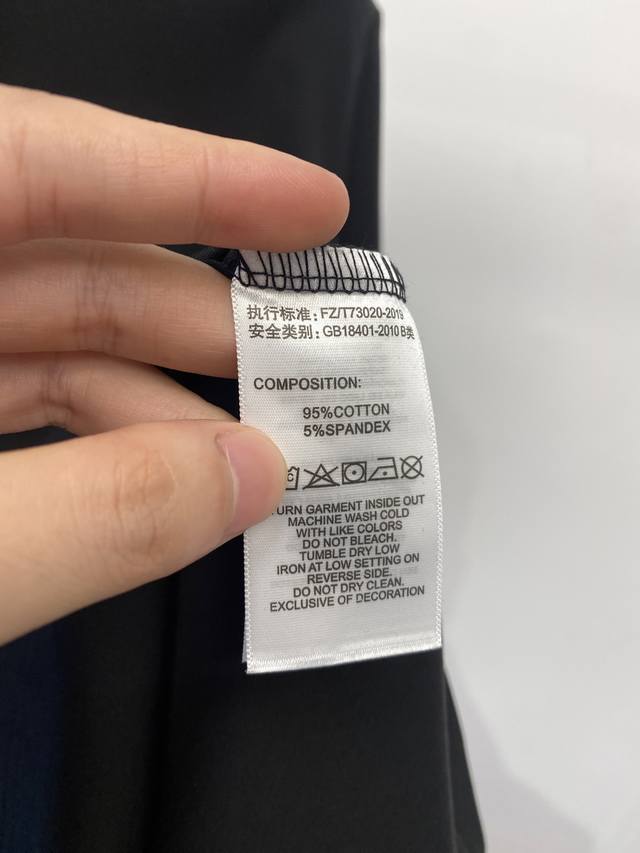 执行标准: FZ/T73020-2019
安全类别: GB18401-2010 B类
COMPOSITION:
95%COTTON
5%SPANDEX
URN GARMENT INSIDE OUT
MACHINE WASH COLD
WITH LIKE COLORS
DO NOT BLEACH.
TUMBLE DRY LOW
IRON AT LOW SETTING ON
REVERSE SIDE.
DO NOT DRY CLEAN.
EXCLUSIVE OF DECORATION